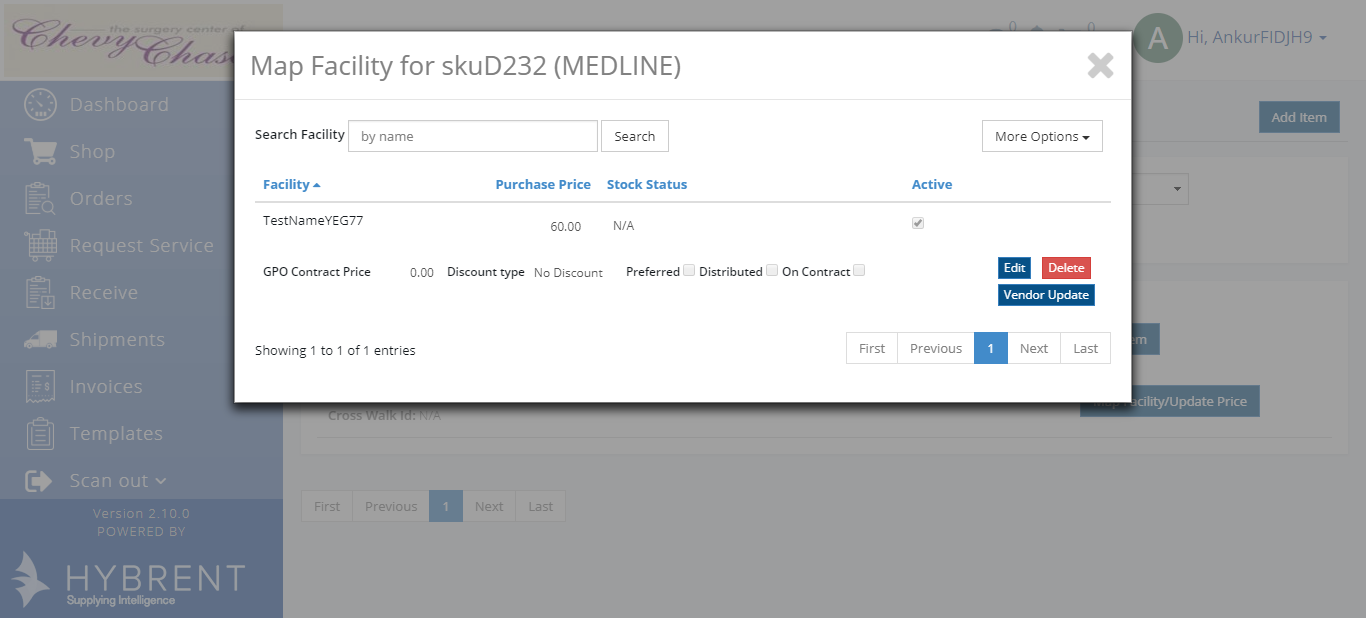 the surgery center of
Chevy Chase
0
0
A
Hi, AnkurFIDJH9
Map Facility for skuD232 (MEDLINE)
Dashboard
Shop
Orders
Request Service
Receive
Shipments
Invoices
Templates
Scan out
Version 2.10.0
POWERED BY
HYBRENT
Supplying Intelligence
Add Item
Search Facility by name Search More Options
Facility Purchase Price Stock Status Active
TestNameYEG77 60.00 N/A
GPO Contract Price 0.00 Discount type No Discount Preferred Distributed On Contract Edit Delete
Vendor Update
Showing 1 to 1 of 1 entries First Previous 1 Next Last
Cross Walk Id: N/A
Facility/Update Price
First Previous 1 Next Last